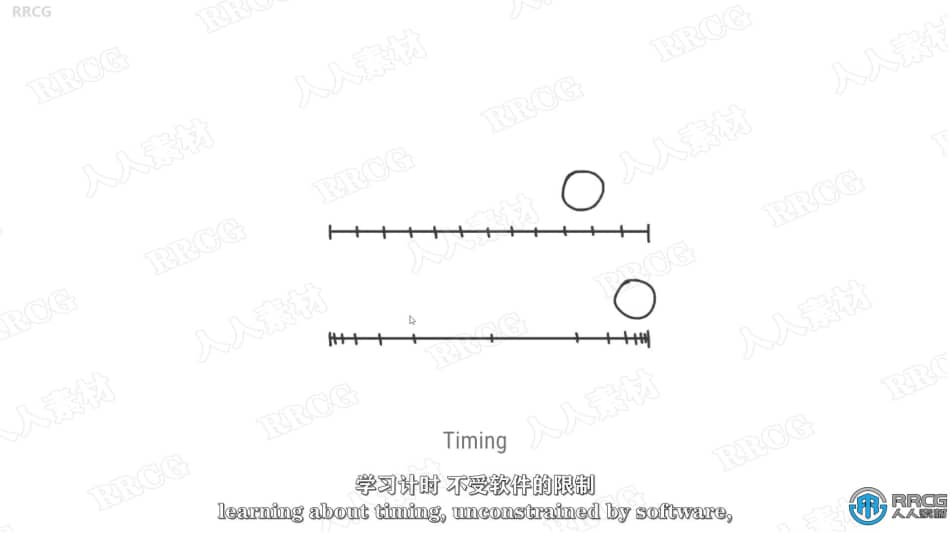 RRCG
Timing
学习计时 不受软件的限制
learning about timing, unconstrained by software,
RRCG
人人素材